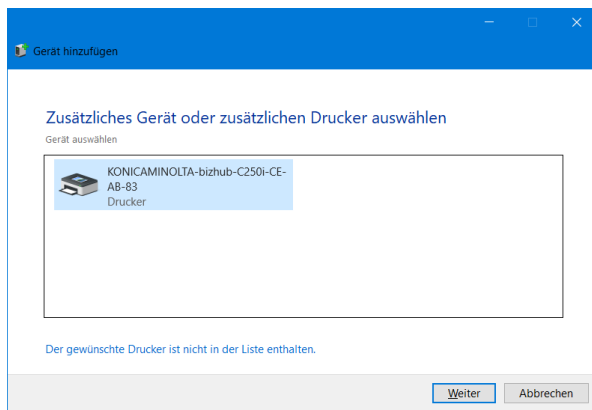 Gerät hinzufügen
Zusätzliches Gerät oder zusätzlichen Drucker auswählen
Gerät auswählen
KONICAMINOLTA-bizhub-C250i-CE-
AB-83
Drucker
Der gewünschte Drucker ist nicht in der Liste enthalten.
Weiter
Abbrechen